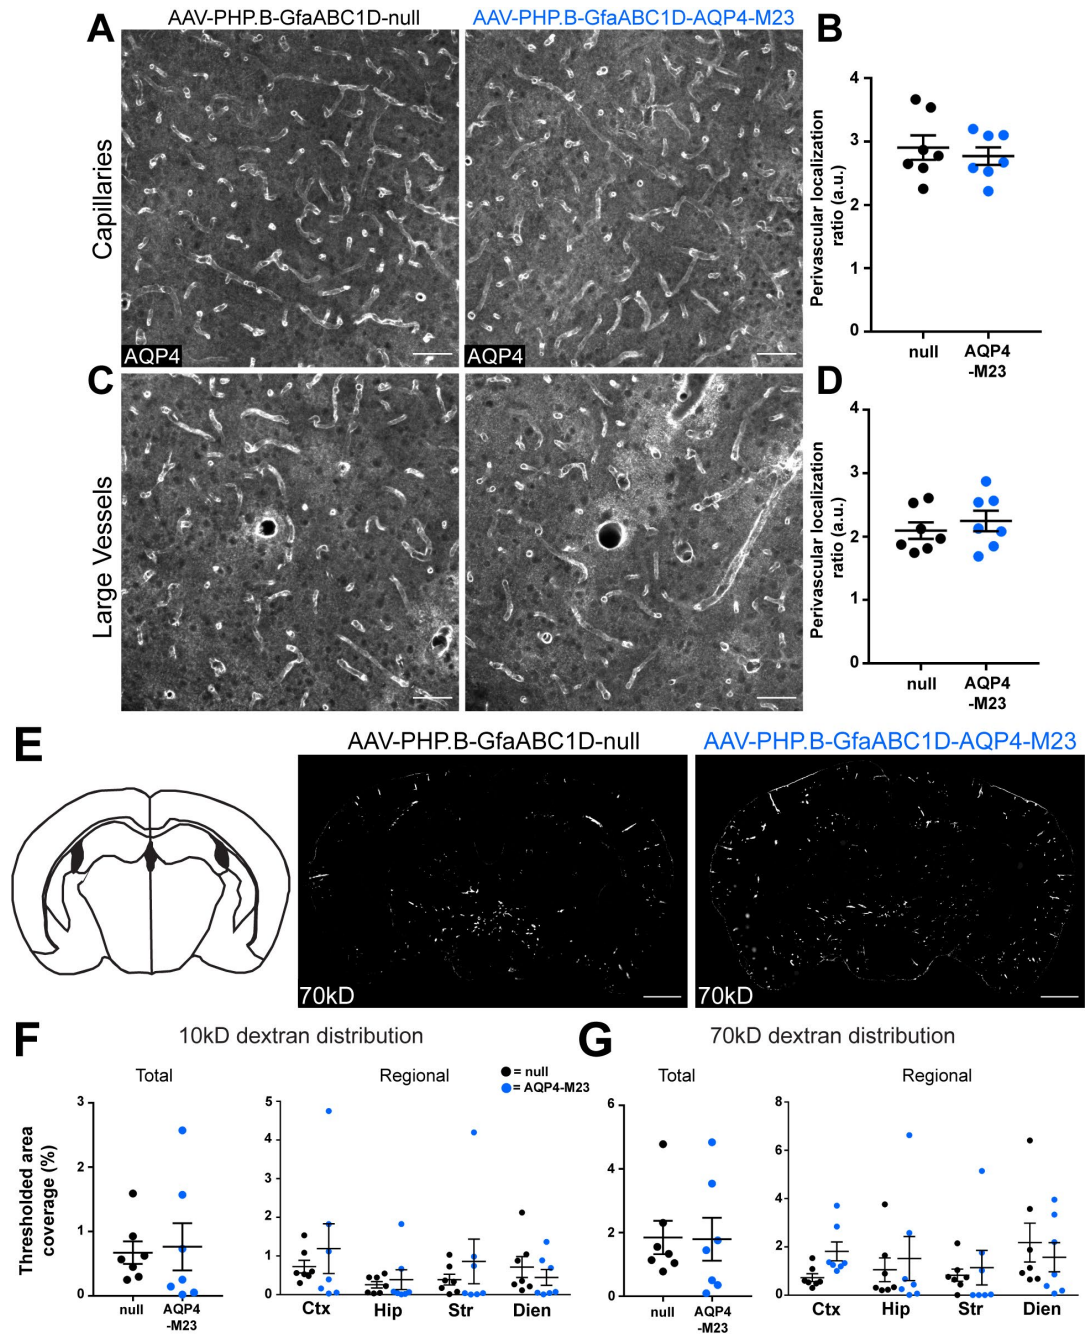 A
AAV-PHP.B-GfaABC1D-null
AAV-PHP.B-GfaABC1D-AQP4-M23
B
Capillaries
AQP4
AQP4
Perivascular localization
ratio (a.u.)
4
3
2
1
0
null
AQP4
-M23
C
Large Vessels
D
Perivascular localization
ratio (a.u.)
4
3
2
1
0
null
AQP4
-M23
E
AAV-PHP.B-GfaABC1D-null
AAV-PHP.B-GfaABC1D-AQP4-M23
70kD
70kD
F
10kD dextran distribution
Total
Regional
= null
= AQP4-M23
Thresholded area
coverage (%)
3
2
1
0
null
AQP4
-M23
5
4
3
2
1
0
Ctx
Hip
Str
Dien
G
70kD dextran distribution
Total
Regional
6
4
2
0
null
AQP4
-M23
8
6
4
2
0
Ctx
Hip
Str
Dien